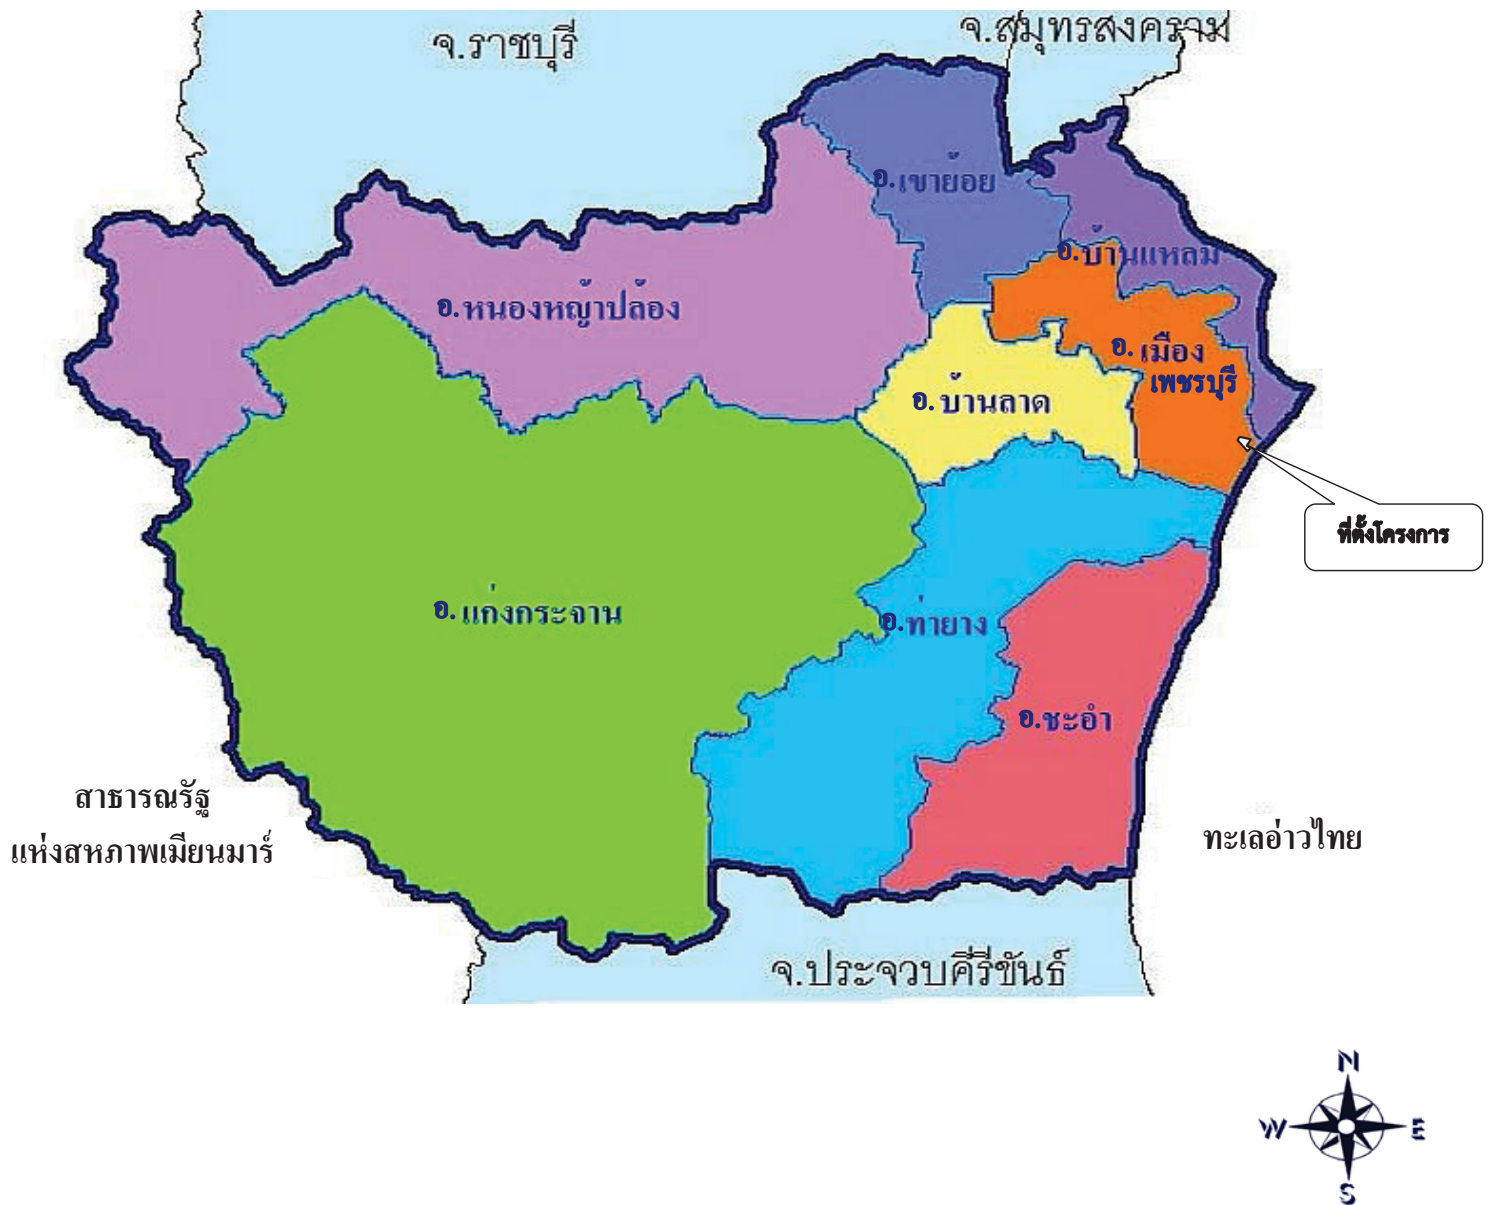 จ.ราชบุรี
จ.สมุทรสงคราม
อ.เขาย้อย
อ.บ้านแหลม
อ.หนองหญ้าปล้อง
อ. เมือง
เพชรบุรี
อ. บ้านลาด
ที่ตั้งโครงการ
อ. แก่งกระจาน
อ.ท่ายาง
อ.ชะอำ
สาธารณรัฐ
แห่งสหภาพเมียนมาร์
ทะเลอ่าวไทย
จ.ประจวบคีรีขันธ์
N
W
E
S